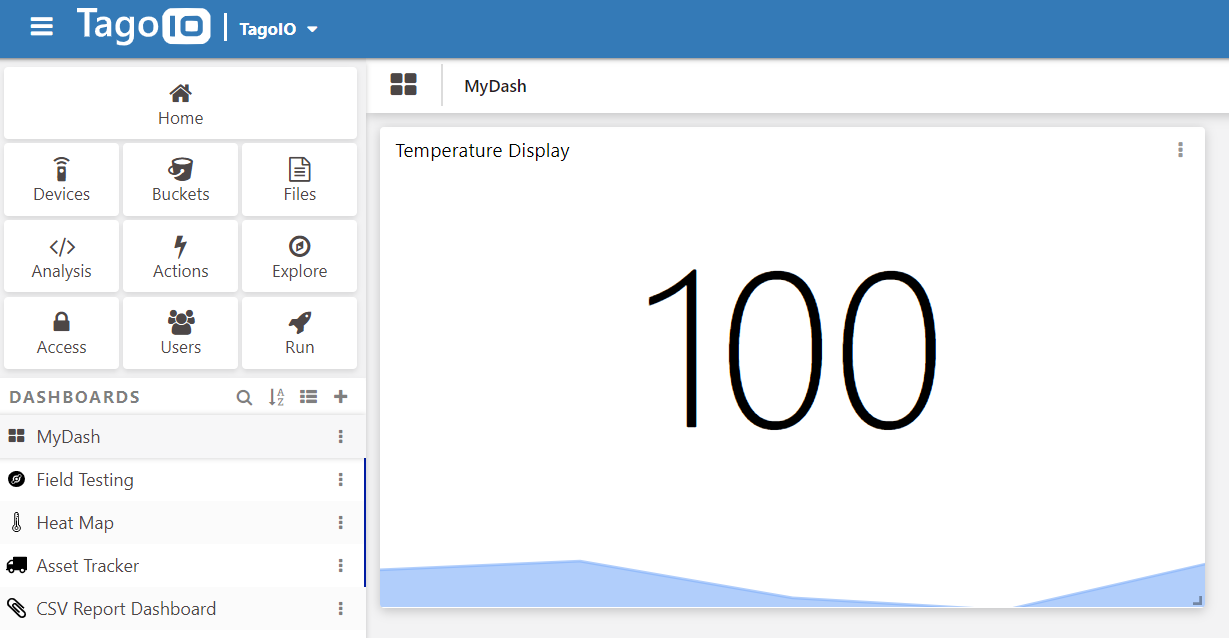 TagoIO | TagoIO
Home
MyDash
Temperature Display
Devices
Buckets
Files
Analysis
Actions
Explore
Access
Users
Run
100
DASHBOARDS
MyDash
Field Testing
Heat Map
Asset Tracker
CSV Report Dashboard